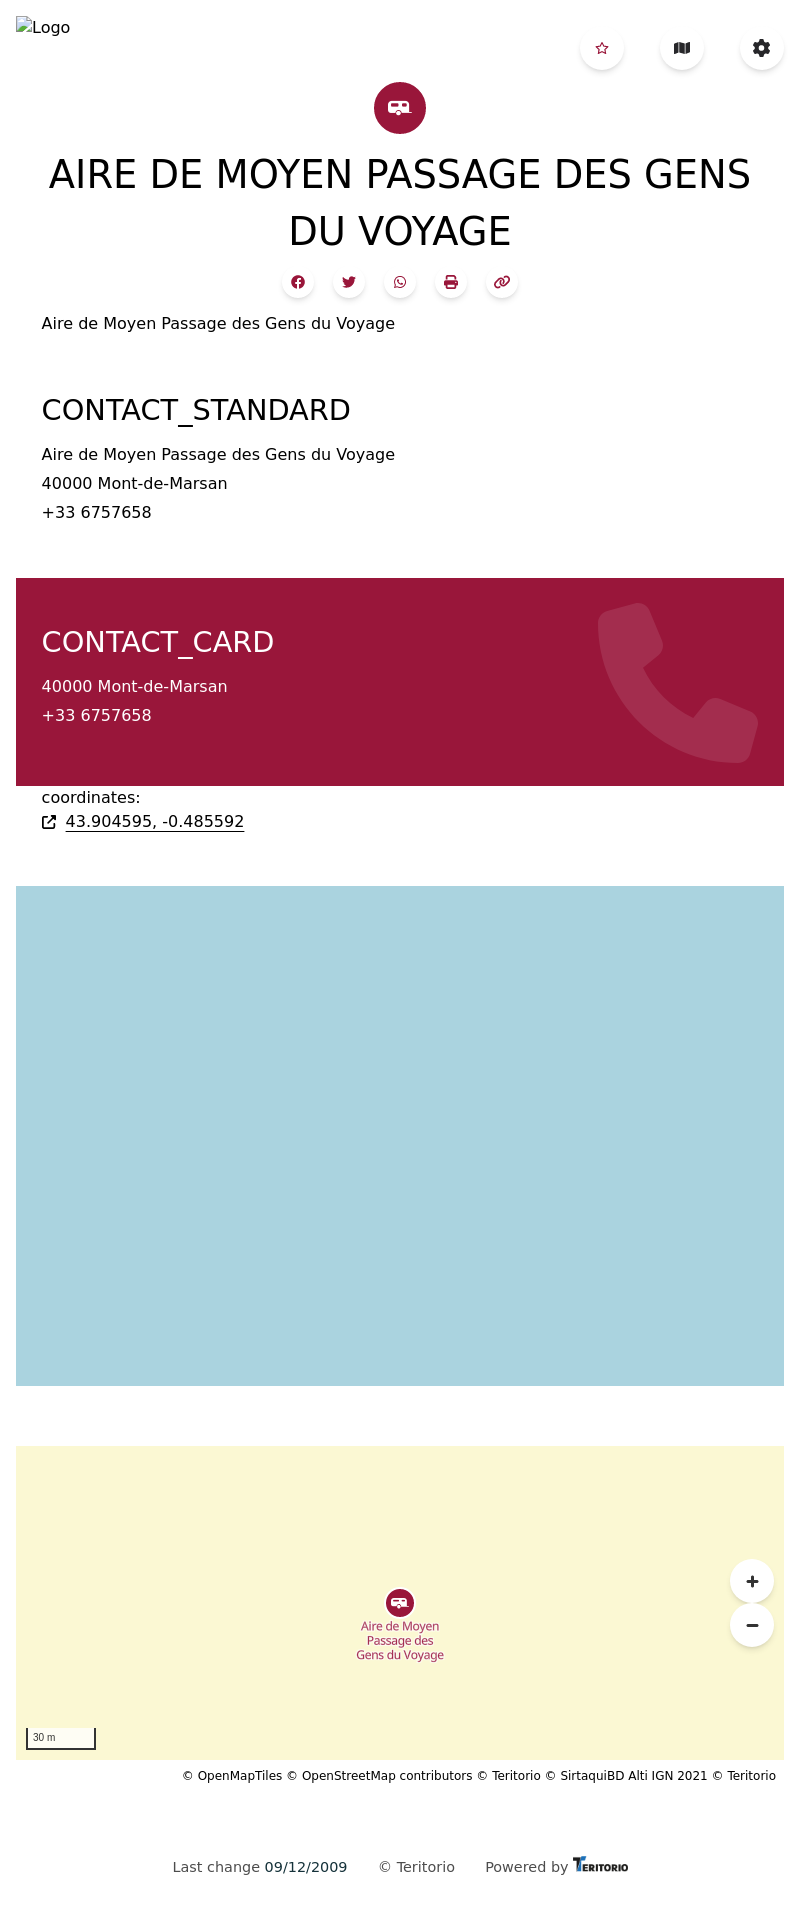 Logo
AIRE DE MOYEN PASSAGE DES GENS
DU VOYAGE
Aire de Moyen Passage des Gens du Voyage
CONTACT_STANDARD
Aire de Moyen Passage des Gens du Voyage
40000 Mont-de-Marsan
+33 6757658
CONTACT_CARD
40000 Mont-de-Marsan
+33 6757658
coordinates:
43.904595, -0.485592
Aire de Moyen
Passage des
Gens du Voyage
30 m
© OpenMapTiles © OpenStreetMap contributors © Teritorio © SirtaquiBD Alti IGN 2021 © Teritorio
Last change 09/12/2009 © Teritorio Powered by TERITORIO